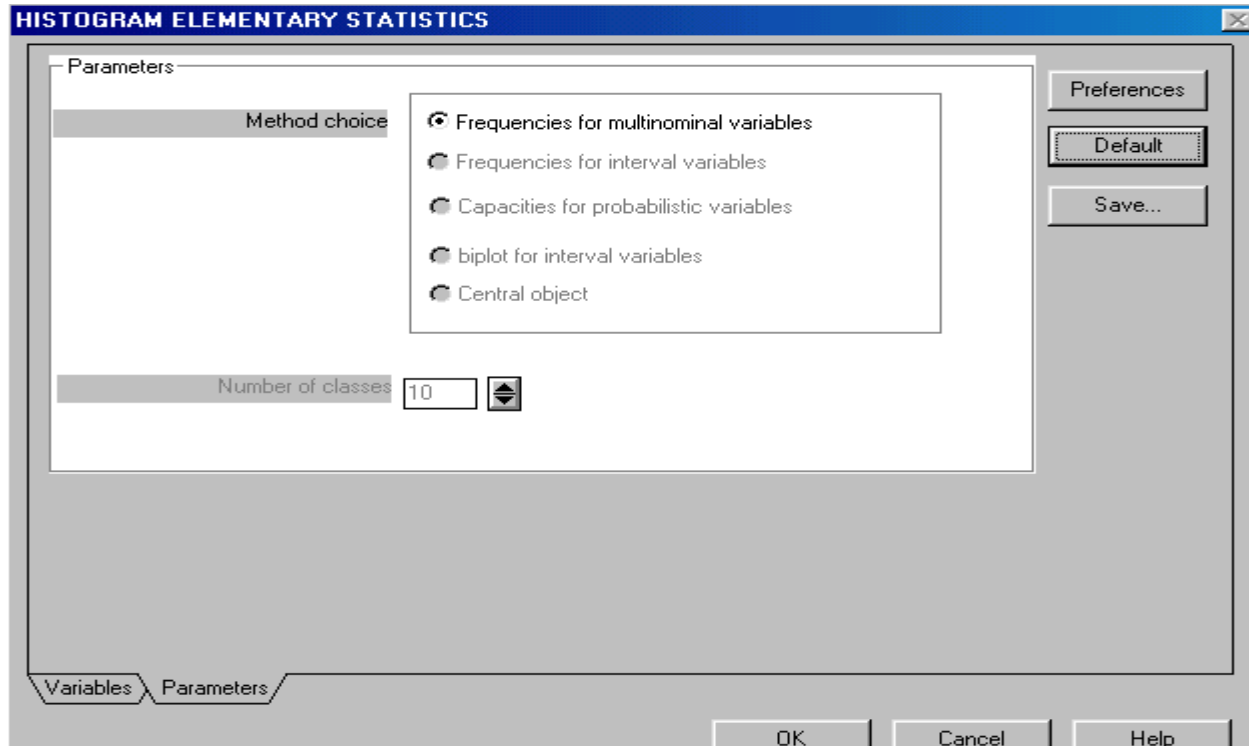 HISTOGRAM ELEMENTARY STATISTICS
Parameters
Method choice
Frequencies for multinominal variables
Frequencies for interval variables
Capacities for probabilistic variables
biplot for interval variables
Central object
Number of classes
10
Preferences
Default
Save...
Variables
Parameters
OK
Cancel
Help